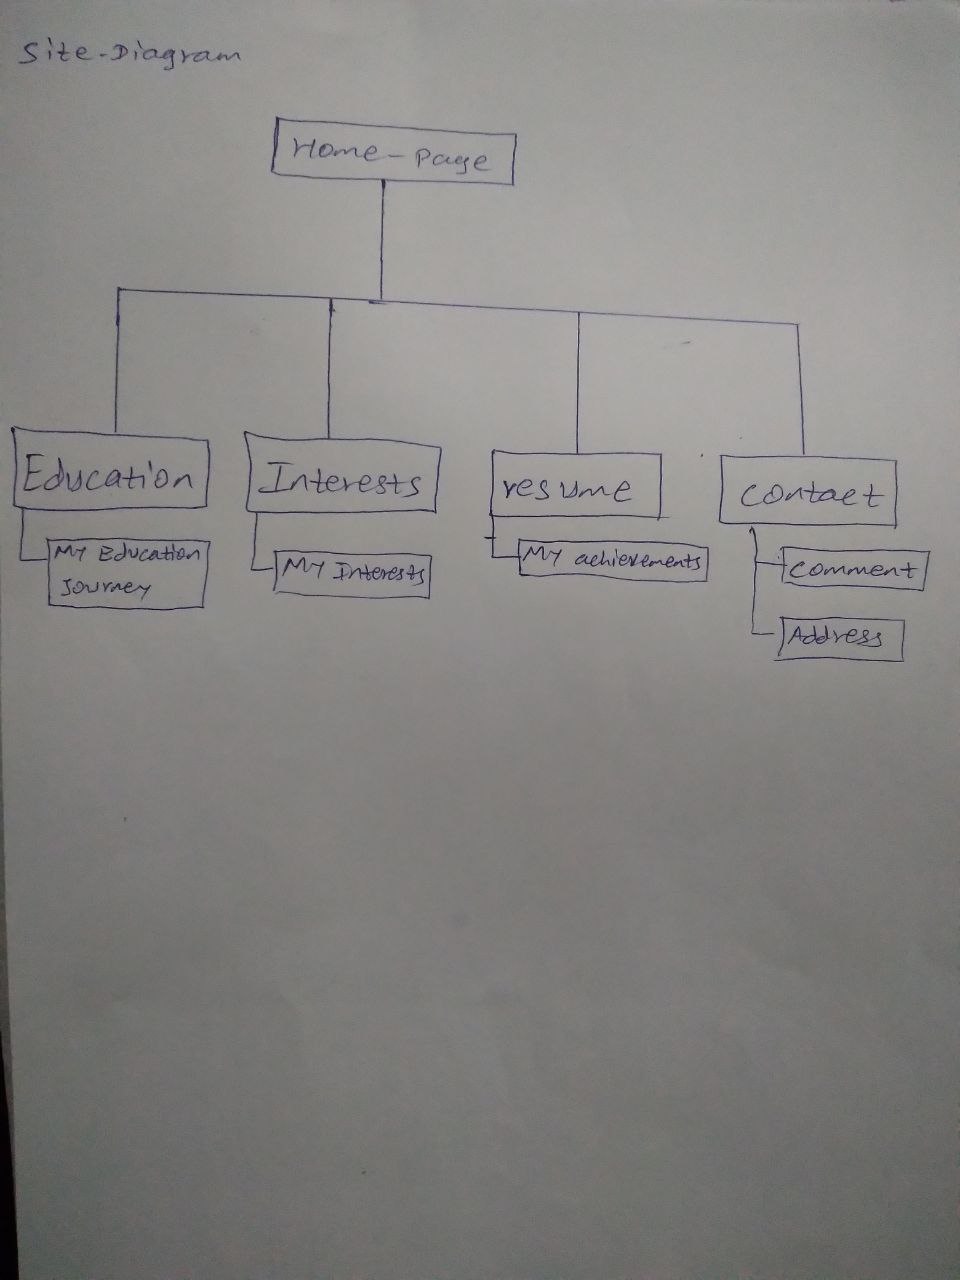 Site-Diagram
Home-Page
Education
Interests
resume
contact
My Education
Journey
My Interests
My achievements
comment
Address